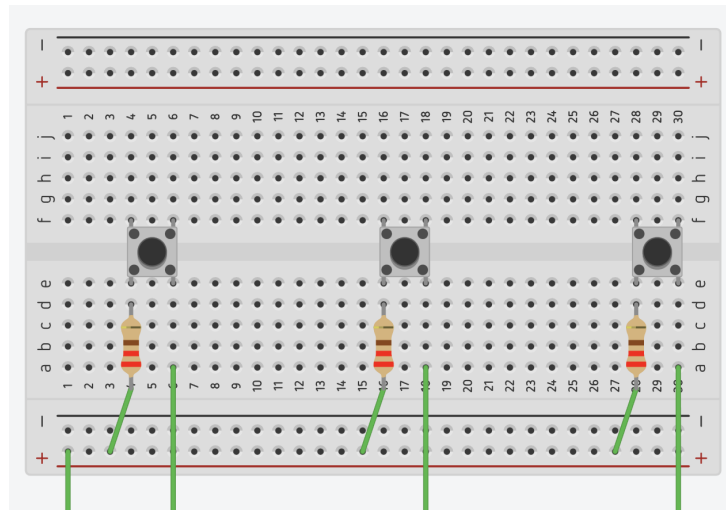 − −
+ +
1 2 3 4 5 6 7 8 9 10 11 12 13 14 15 16 17 18 19 20 21 22 23 24 25 26 27 28 29 30
j j
i i
h h
g g
f f
e e
d d
c c
b b
a a
1 2 3 4 5 6 7 8 9 10 11 12 13 14 15 16 17 18 19 20 21 22 23 24 25 26 27 28 29 30
− −
+ +